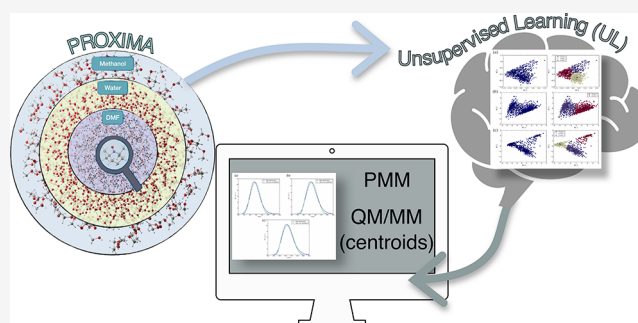 PROXIMA
Methanol
Water
DMF
Unsupervised Learning (UL)
PMM
QM/MM
(centroids)